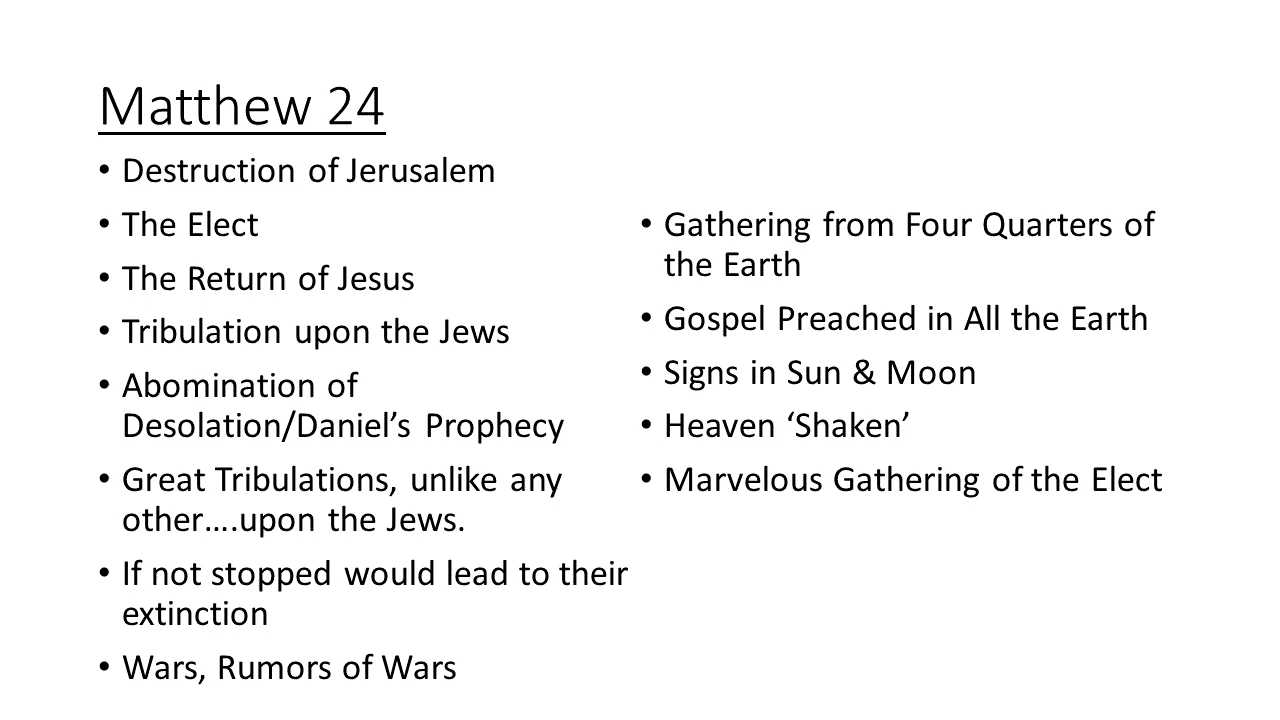 Matthew 24
• Destruction of Jerusalem
• The Elect
• The Return of Jesus
• Tribulation upon the Jews
• Abomination of
Desolation/Daniel’s Prophecy
• Great Tribulations, unlike any
other….upon the Jews.
• If not stopped would lead to their
extinction
• Wars, Rumors of Wars
• Gathering from Four Quarters of
the Earth
• Gospel Preached in All the Earth
• Signs in Sun & Moon
• Heaven ‘Shaken’
• Marvelous Gathering of the Elect